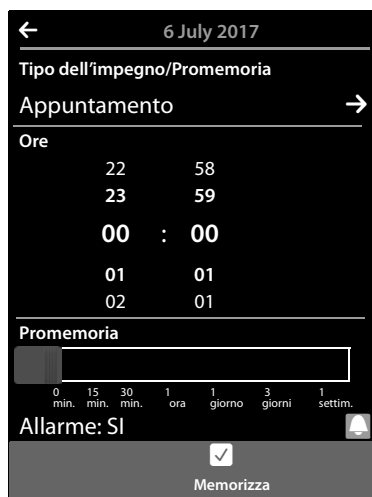 6 July 2017
Tipo dell'impegno/Promemoria
Appuntamento
Ore
22 58
23 59
00 : 00
01 01
02 01
Promemoria
0 min. 15 min. 30 min. 1 ora 1 giorno 3 giorni 1 settim.
Allarme: SI
Memorizza